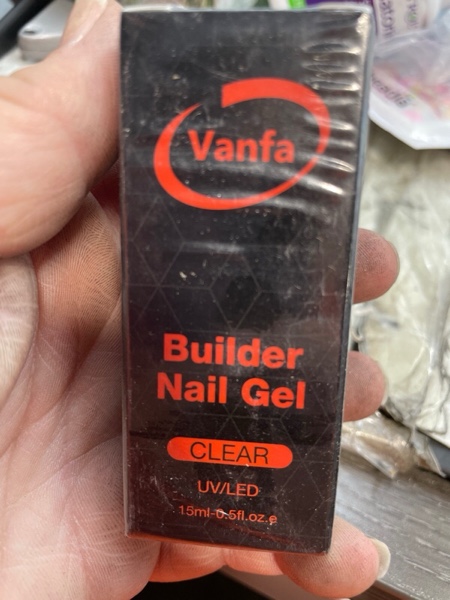 Vanfa
Builder
Nail Gel
CLEAR
UV/LED
15ml-0.5fl.oz.e